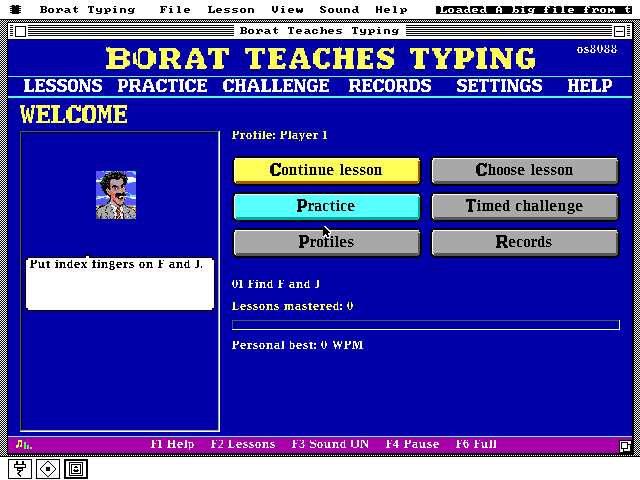 Borat Typing File Lesson View Sound Help Loaded A big file from t
Borat Teaches Typing
BORAT TEACHES TYPING
os8088
LESSONS PRACTICE CHALLENGE RECORDS SETTINGS HELP
WELCOME
Profile: Player 1
Continue lesson Choose lesson
Practice Timed challenge
Profiles Records
Put index fingers on F and J.
01 Find F and J
Lessons mastered: 0
Personal best: 0 WPM
F1 Help F2 Lessons F3 Sound ON F4 Pause F6 Full